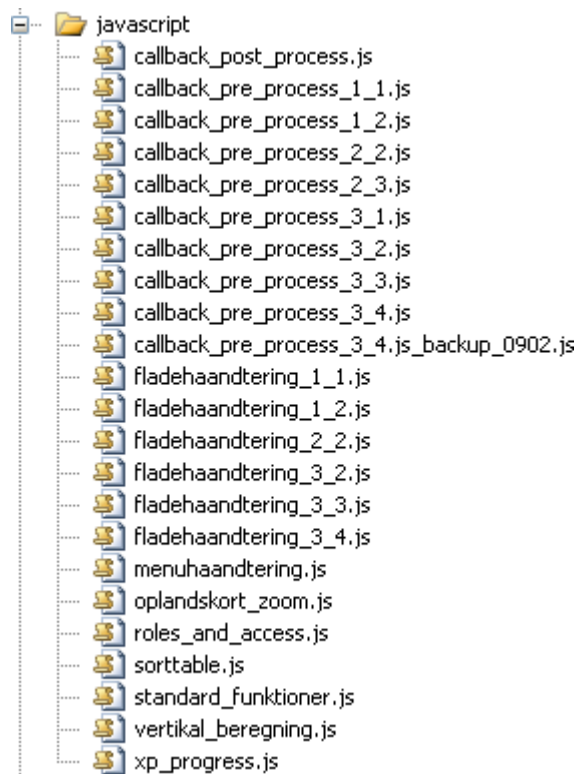 javascript
callback_post_process.js
callback_pre_process_1_1.js
callback_pre_process_1_2.js
callback_pre_process_2_2.js
callback_pre_process_2_3.js
callback_pre_process_3_1.js
callback_pre_process_3_2.js
callback_pre_process_3_3.js
callback_pre_process_3_4.js
callback_pre_process_3_4.js_backup_0902.js
fladehaandtering_1_1.js
fladehaandtering_1_2.js
fladehaandtering_2_2.js
fladehaandtering_3_2.js
fladehaandtering_3_3.js
fladehaandtering_3_4.js
menuhaandtering.js
oplandskort_zoom.js
roles_and_access.js
sorttable.js
standard_funktioner.js
vertikal_beregning.js
xp_progress.js